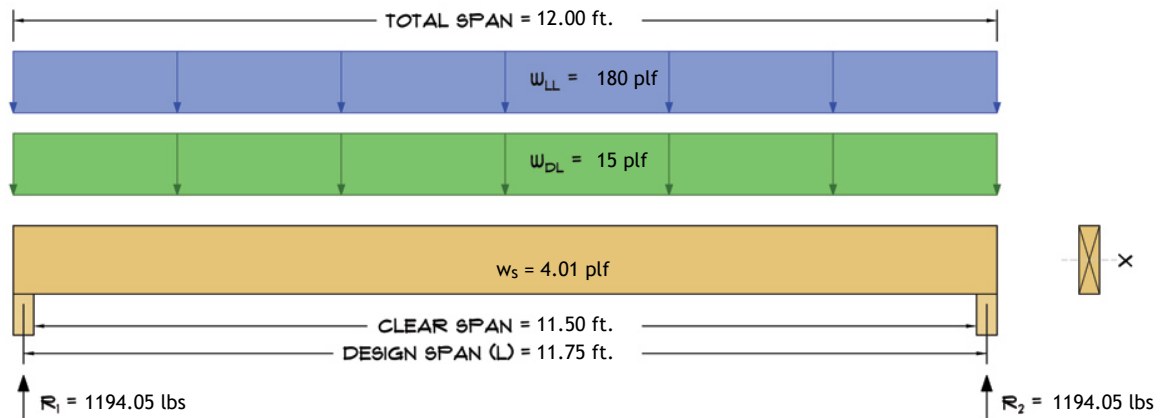 TOTAL SPAN = 12.00 ft.
wLL = 180 plf
wDL = 15 plf
ws = 4.01 plf
X
CLEAR SPAN = 11.50 ft.
DESIGN SPAN (L) = 11.75 ft.
R1 = 1194.05 lbs
R2 = 1194.05 lbs